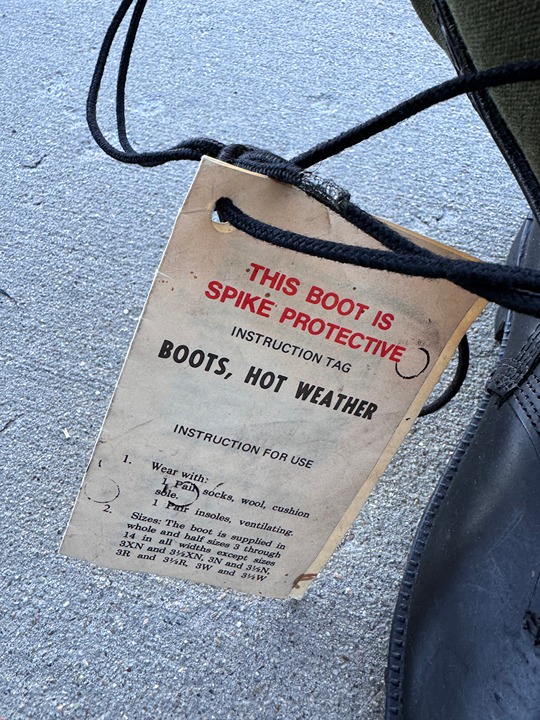 THIS BOOT IS
SPIKE PROTECTIVE
INSTRUCTION TAG
BOOTS, HOT WEATHER
INSTRUCTION FOR USE
1. Wear with:
1 Pair socks, wool, cushion
sole.
1 Pair insoles, ventilating.
2. Sizes: The boot is supplied in
whole and half sizes 3 through
14 in all widths except sizes
3XN and 3½XN, 3N and 3½N,
3R and 3½R, 3W and 3½W